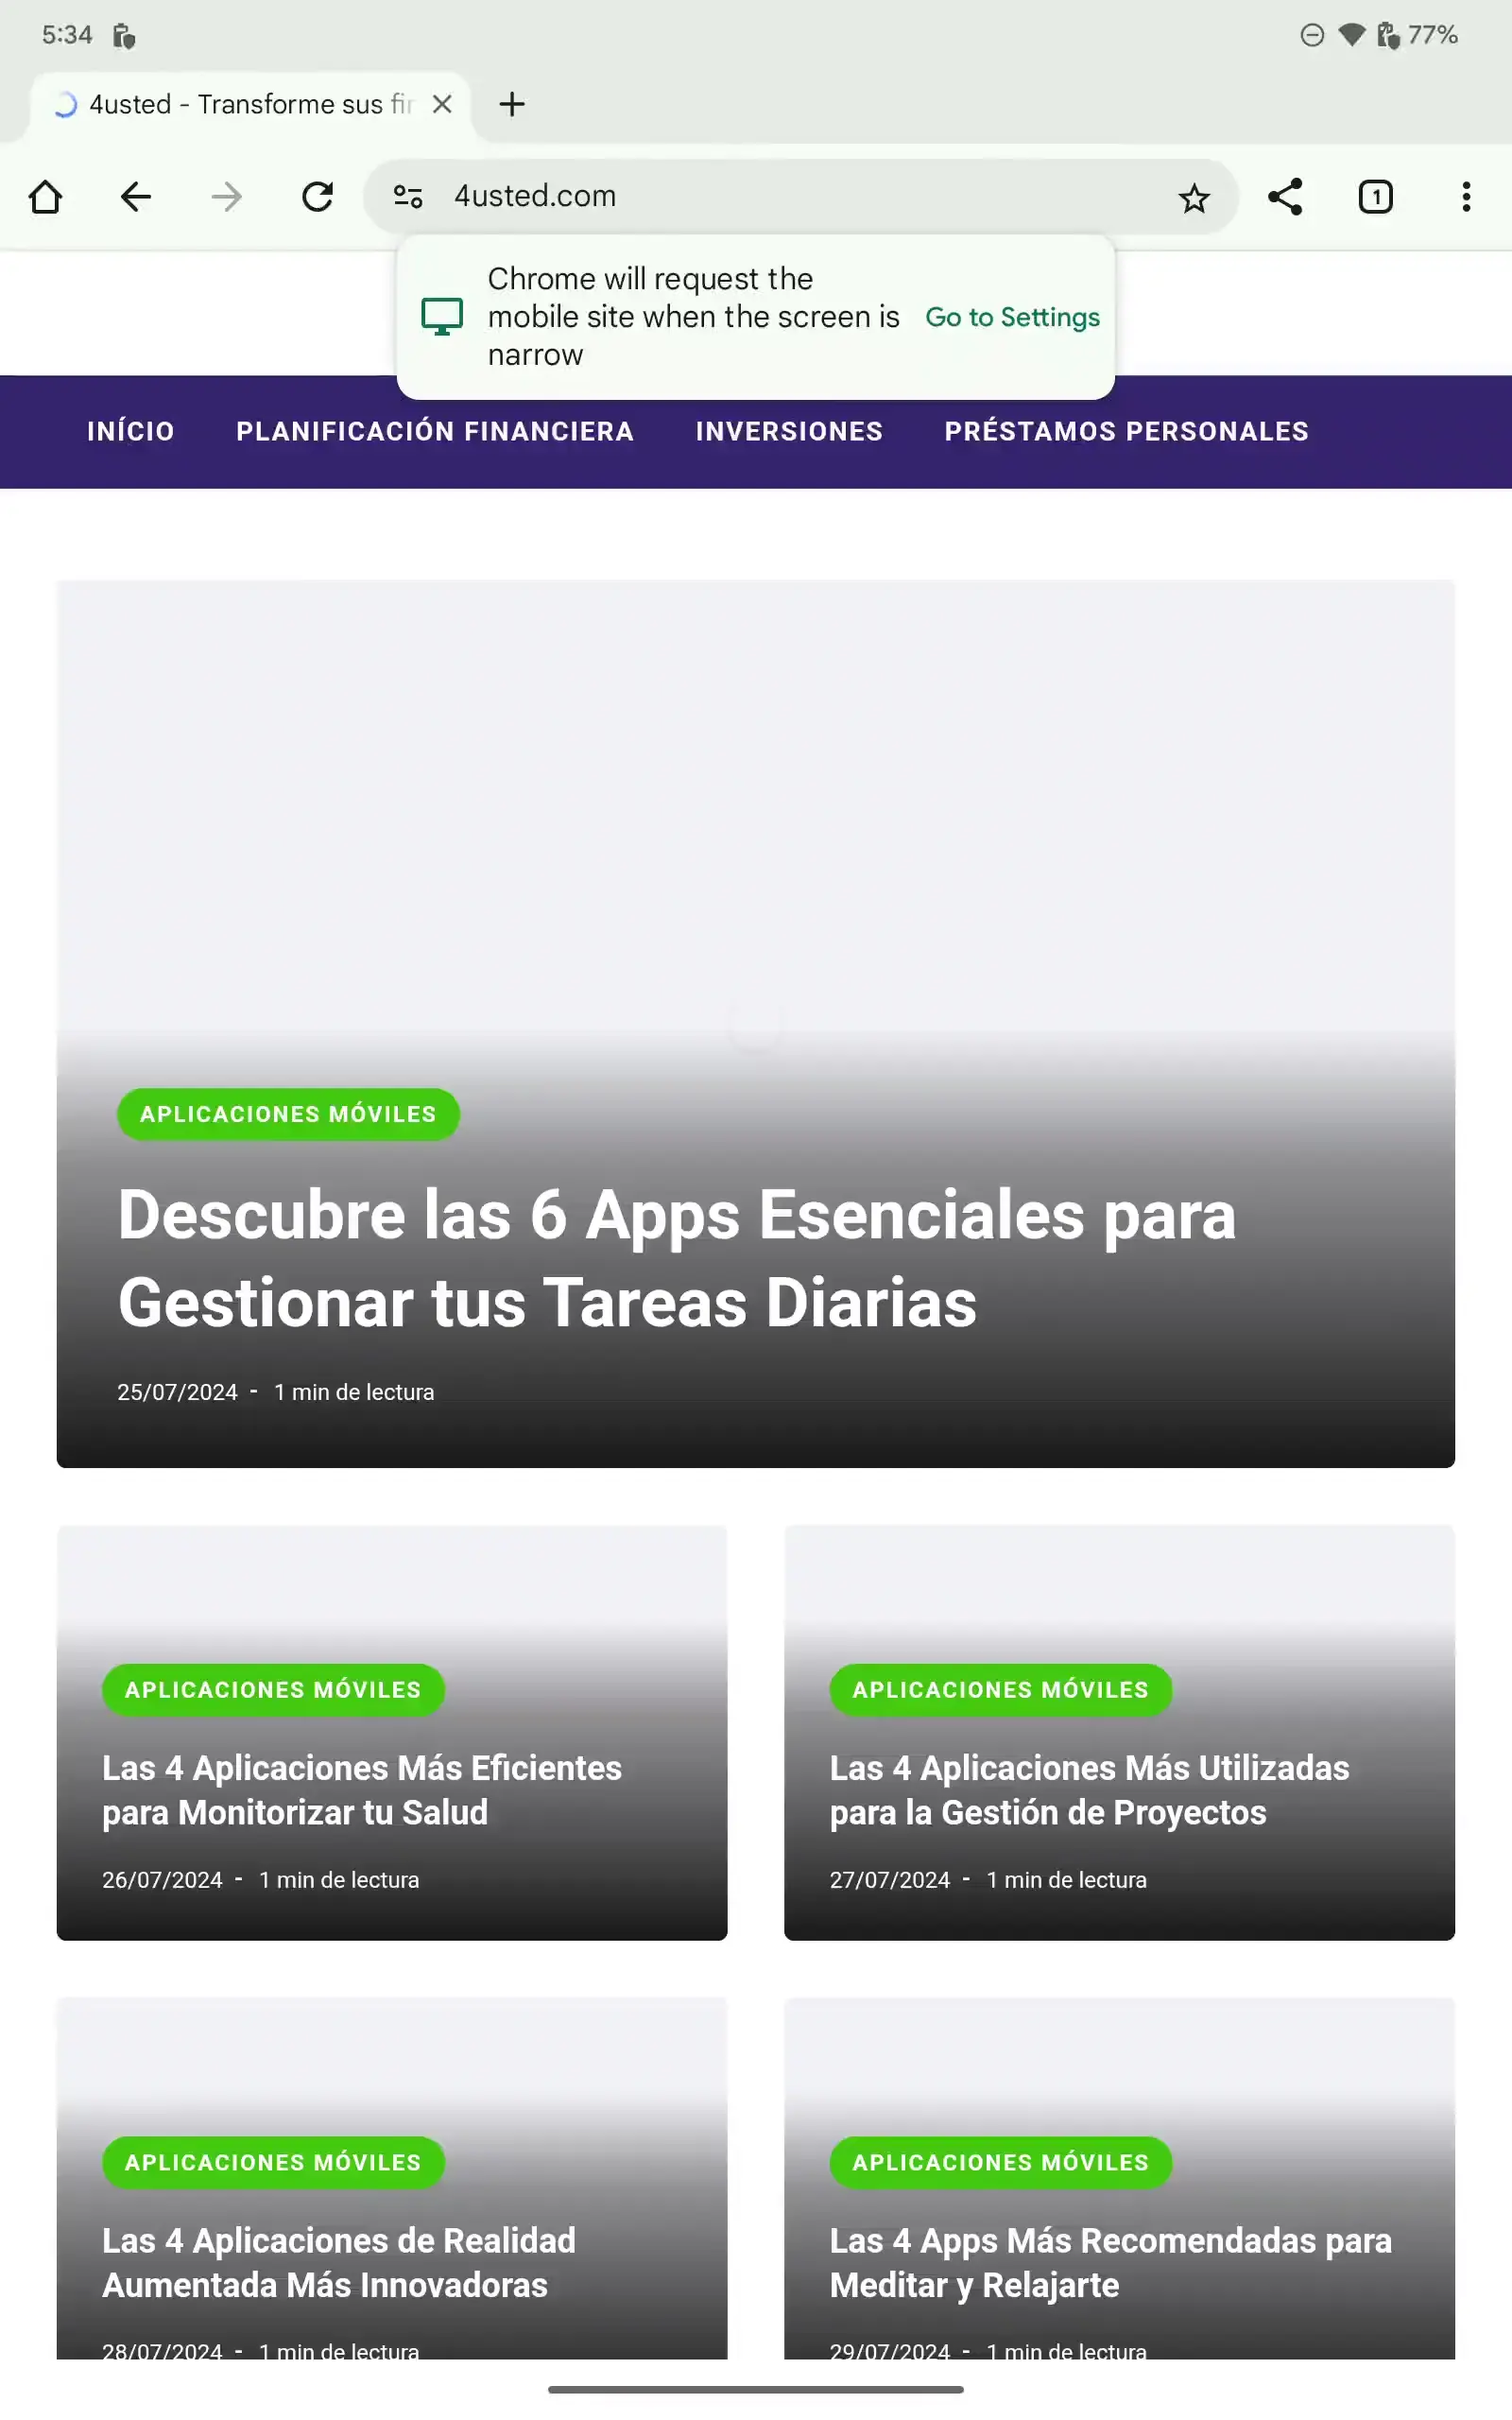 5:34
77%
4usted - Transforme sus fir
4usted.com
1
Chrome will request the
mobile site when the screen is
narrow
Go to Settings
INÍCIO PLANIFICACIÓN FINANCIERA INVERSIONES PRÉSTAMOS PERSONALES
APLICACIONES MÓVILES
Descubre las 6 Apps Esenciales para
Gestionar tus Tareas Diarias
25/07/2024 - 1 min de lectura
APLICACIONES MÓVILES
Las 4 Aplicaciones Más Eficientes
para Monitorizar tu Salud
26/07/2024 - 1 min de lectura
APLICACIONES MÓVILES
Las 4 Aplicaciones Más Utilizadas
para la Gestión de Proyectos
27/07/2024 - 1 min de lectura
APLICACIONES MÓVILES
Las 4 Aplicaciones de Realidad
Aumentada Más Innovadoras
28/07/2024 - 1 min de lectura
APLICACIONES MÓVILES
Las 4 Apps Más Recomendadas para
Meditar y Relajarte
29/07/2024 - 1 min de lectura